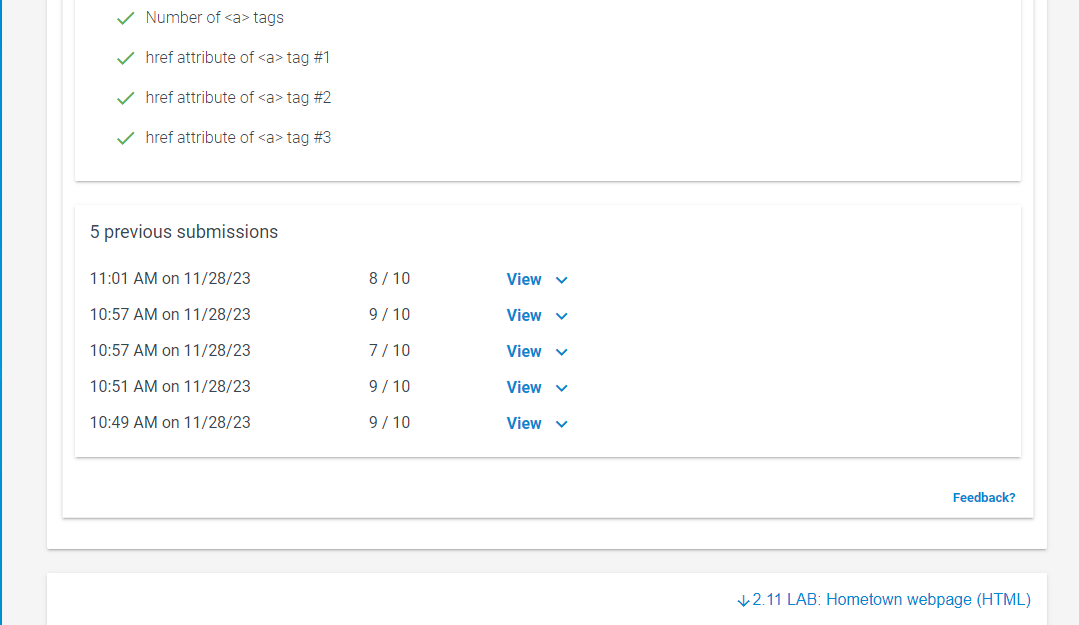 Number of <a> tags
href attribute of <a> tag #1
href attribute of <a> tag #2
href attribute of <a> tag #3
5 previous submissions
11:01 AM on 11/28/23 8 / 10 View
10:57 AM on 11/28/23 9 / 10 View
10:57 AM on 11/28/23 7 / 10 View
10:51 AM on 11/28/23 9 / 10 View
10:49 AM on 11/28/23 9 / 10 View
Feedback?
↓2.11 LAB: Hometown webpage (HTML)